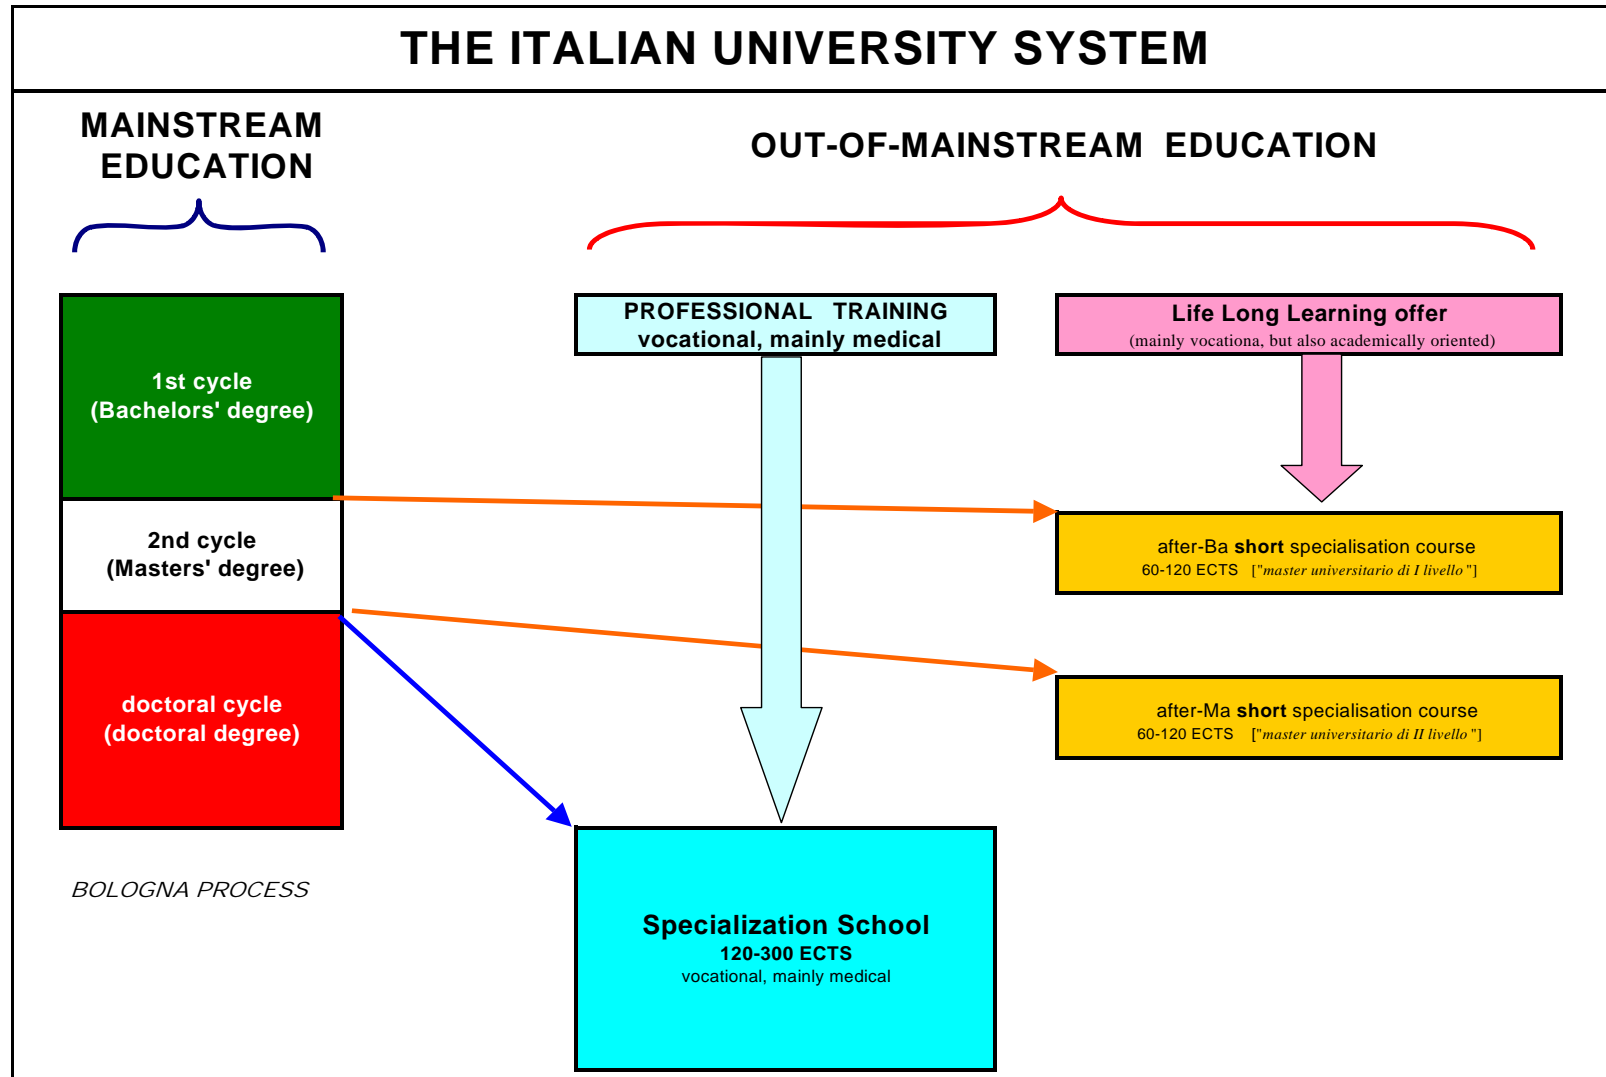 THE ITALIAN UNIVERSITY SYSTEM
MAINSTREAM
EDUCATION
OUT-OF-MAINSTREAM EDUCATION
1st cycle
(Bachelors' degree)
2nd cycle
(Masters' degree)
doctoral cycle
(doctoral degree)
BOLOGNA PROCESS
PROFESSIONAL TRAINING
vocational, mainly medical
Specialization School
120-300 ECTS
vocational, mainly medical
Life Long Learning offer
(mainly vocationa, but also academically oriented)
after-Ba short specialisation course
60-120 ECTS ["master universitario di I livello "]
after-Ma short specialisation course
60-120 ECTS ["master universitario di II livello "]